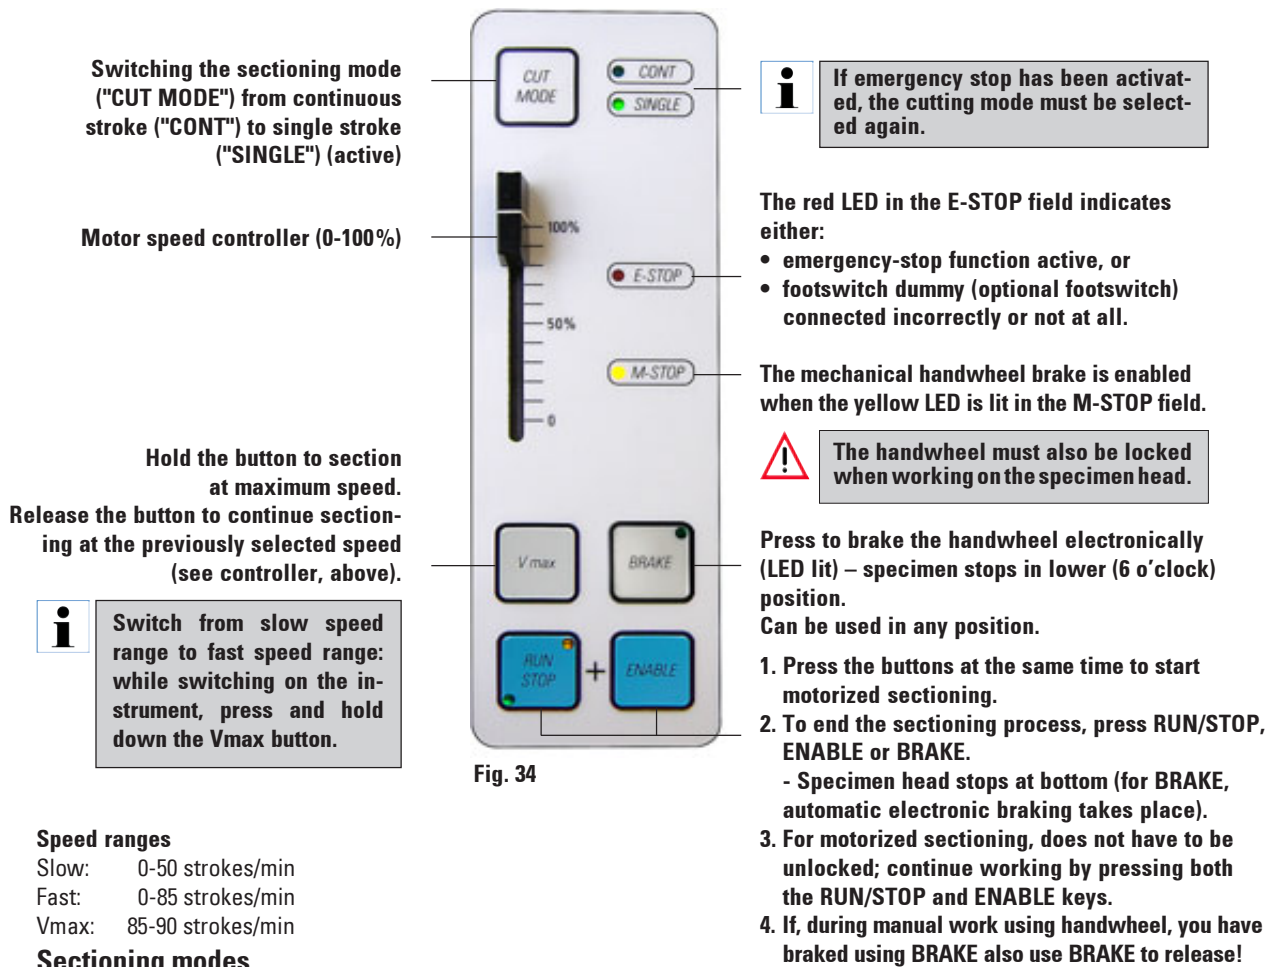 Switching the sectioning mode
("CUT MODE") from continuous
stroke ("CONT") to single stroke
("SINGLE") (active)
Motor speed controller (0-100%)
Hold the button to section
at maximum speed.
Release the button to continue section-
ing at the previously selected speed
(see controller, above).
i
Switch from slow speed
range to fast speed range:
while switching on the in-
strument, press and hold
down the Vmax button.
Speed ranges
Slow: 0-50 strokes/min
Fast: 0-85 strokes/min
Vmax: 85-90 strokes/min
Sectioning modes
CUT
MODE
CONT
SINGLE
100%
E-STOP
50%
M-STOP
0
V max
BRAKE
RUN
STOP
+
ENABLE
Fig. 34
i
If emergency stop has been activat-
ed, the cutting mode must be select-
ed again.
The red LED in the E-STOP field indicates
either:
• emergency-stop function active, or
• footswitch dummy (optional footswitch)
connected incorrectly or not at all.
The mechanical handwheel brake is enabled
when the yellow LED is lit in the M-STOP field.
!
The handwheel must also be locked
when working on the specimen head.
Press to brake the handwheel electronically
(LED lit) – specimen stops in lower (6 o’clock)
position.
Can be used in any position.
1. Press the buttons at the same time to start
motorized sectioning.
2. To end the sectioning process, press RUN/STOP,
ENABLE or BRAKE.
- Specimen head stops at bottom (for BRAKE,
automatic electronic braking takes place).
3. For motorized sectioning, does not have to be
unlocked; continue working by pressing both
the RUN/STOP and ENABLE keys.
4. If, during manual work using handwheel, you have
braked using BRAKE also use BRAKE to release!